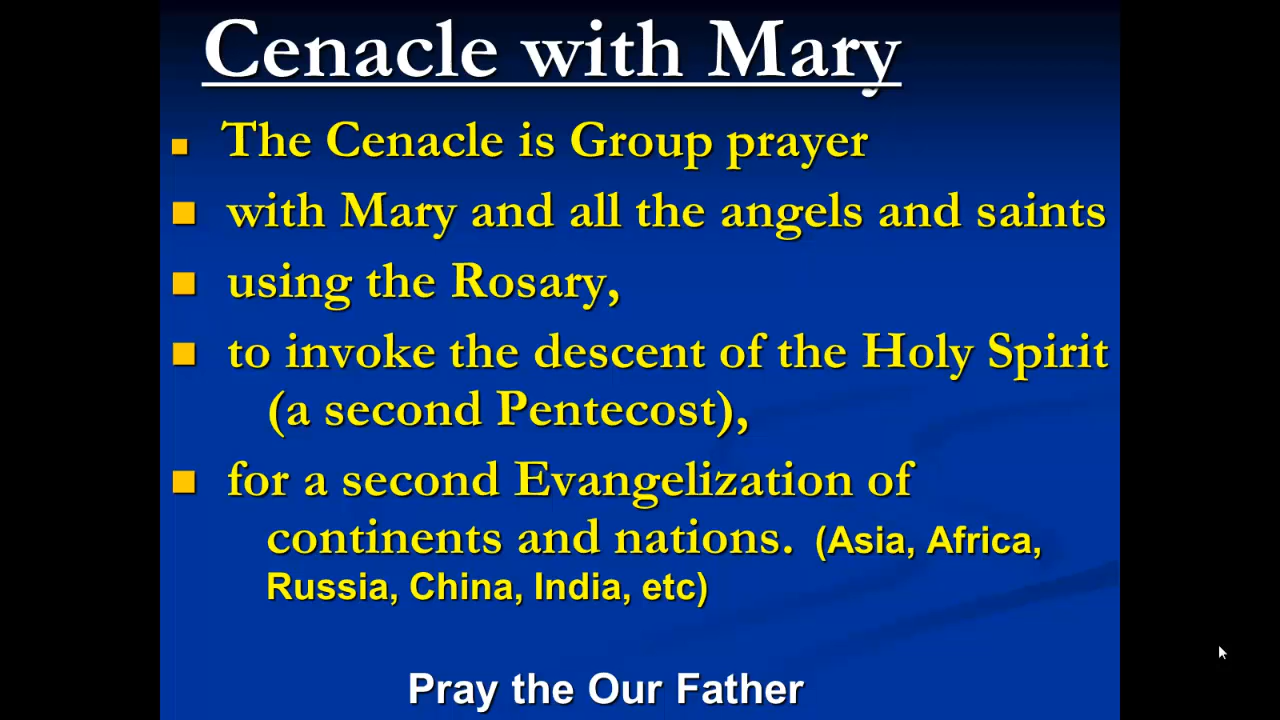 Cenacle with Mary
The Cenacle is Group prayer
with Mary and all the angels and saints
using the Rosary,
to invoke the descent of the Holy Spirit
(a second Pentecost),
for a second Evangelization of
continents and nations. (Asia, Africa,
Russia, China, India, etc)
Pray the Our Father